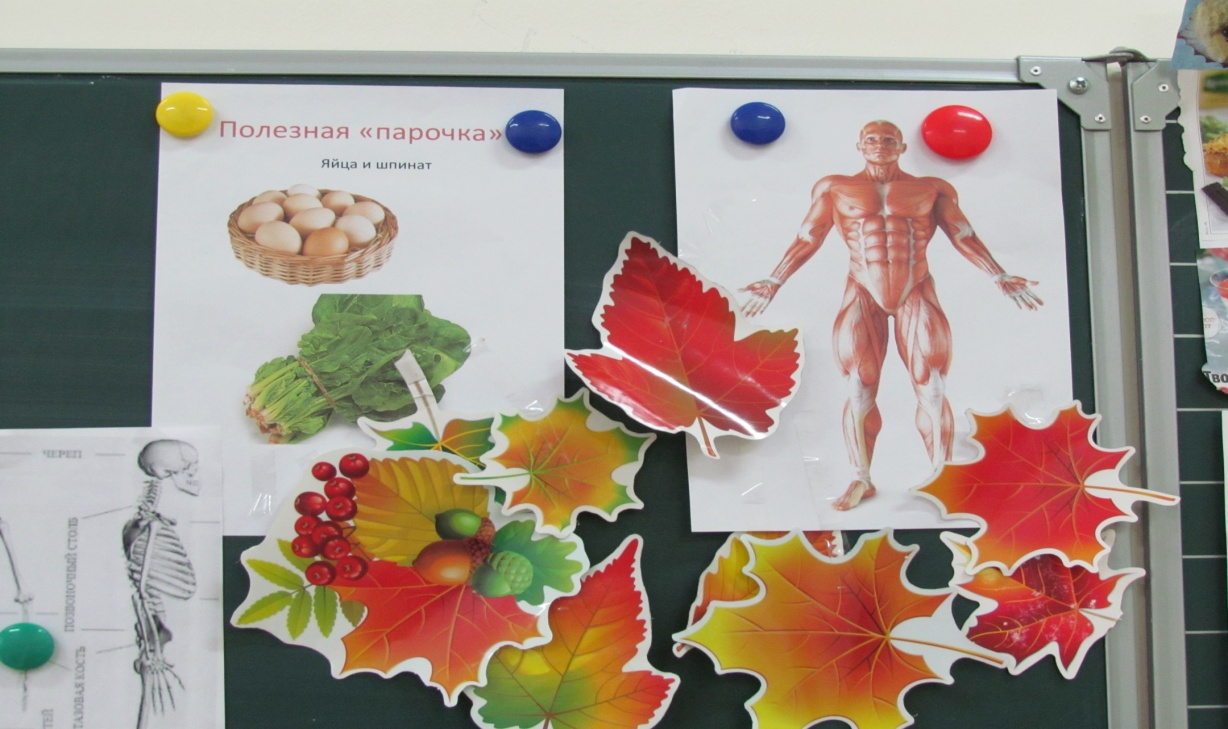 Полезная «парочка»
Яйца и шпинат
ЧЕРЕП
ПОЗВОНОЧНЫЙ СТОЛБ
ТАЗОВАЯ КОСТЬ